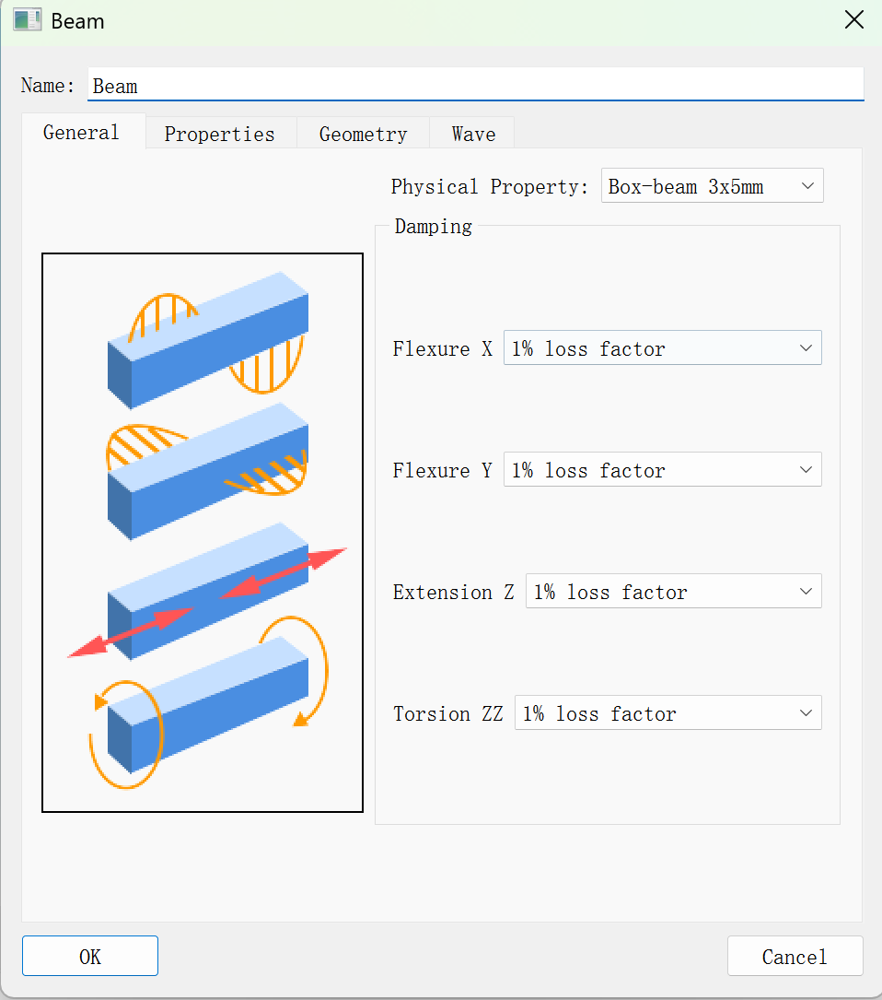 Beam
Name: Beam
General Properties Geometry Wave
Physical Property: Box-beam 3x5mm
Damping
Flexure X 1% loss factor
Flexure Y 1% loss factor
Extension Z 1% loss factor
Torsion ZZ 1% loss factor
OK Cancel